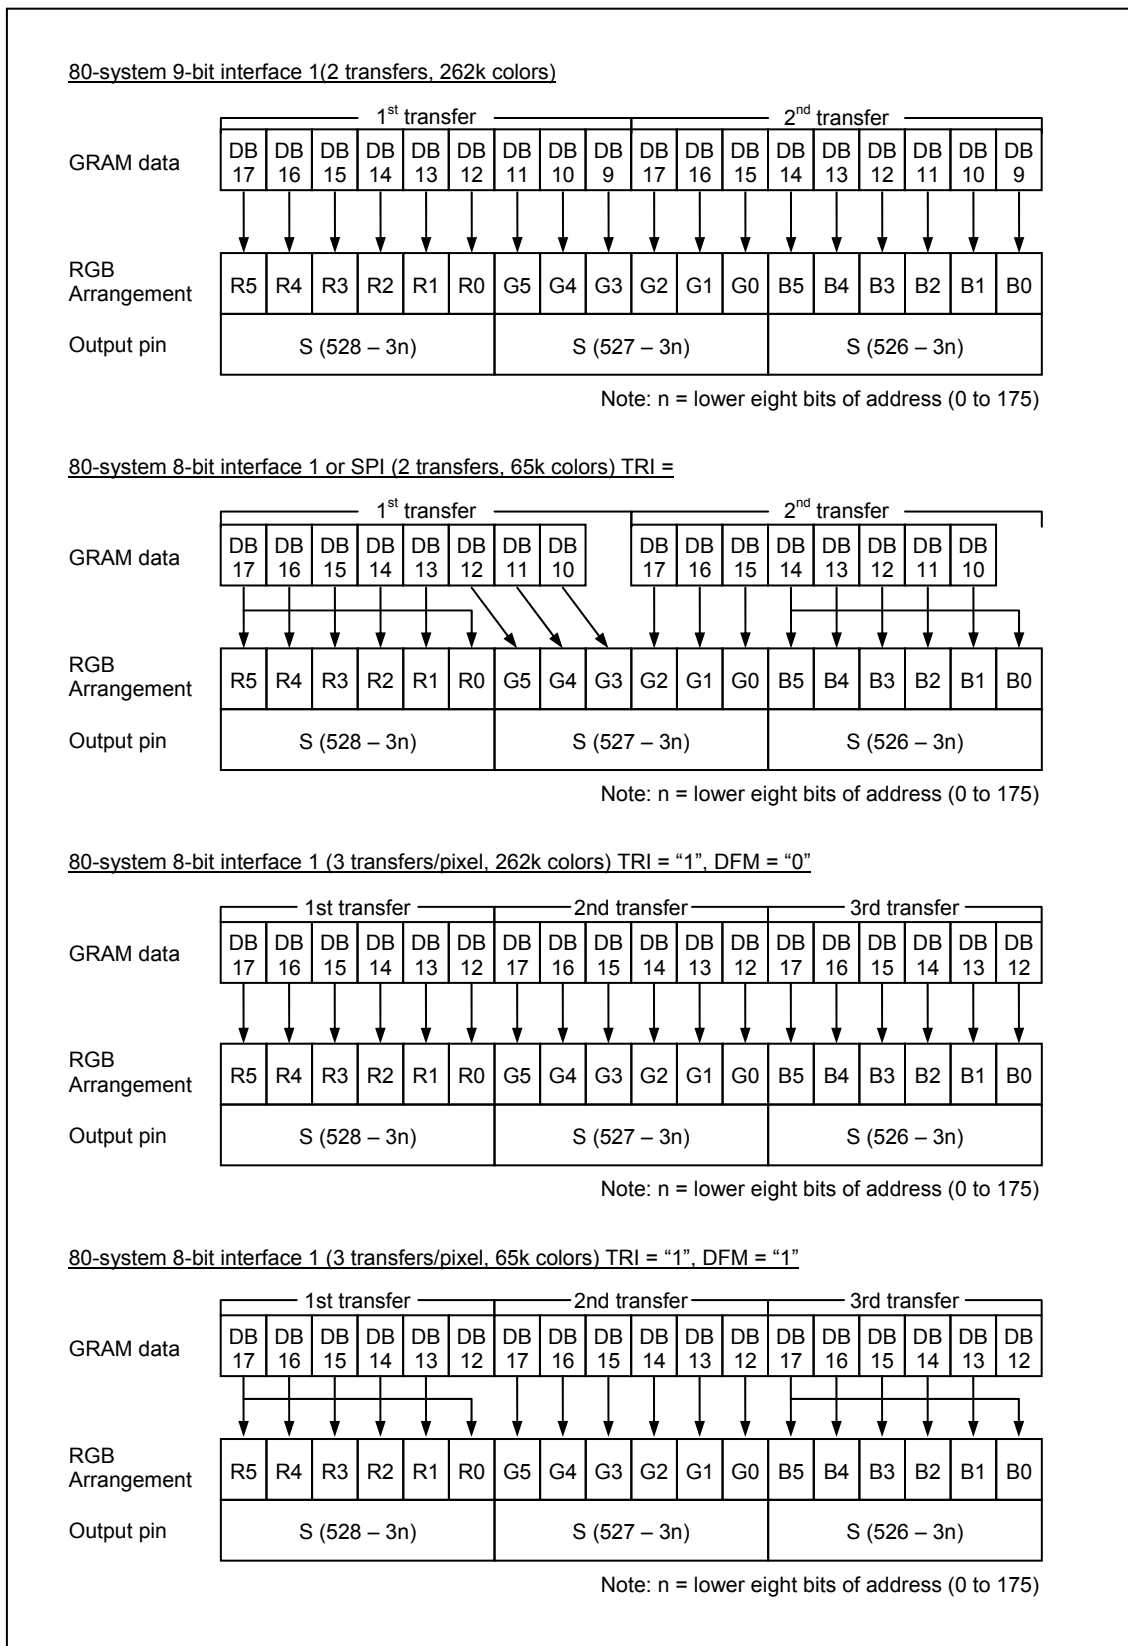 80-system 9-bit interface 1(2 transfers, 262k colors)
1st transfer 2nd transfer
GRAM data DB 17 DB 16 DB 15 DB 14 DB 13 DB 12 DB 11 DB 10 DB 9 DB 17 DB 16 DB 15 DB 14 DB 13 DB 12 DB 11 DB 10 DB 9
RGB Arrangement R5 R4 R3 R2 R1 R0 G5 G4 G3 G2 G1 G0 B5 B4 B3 B2 B1 B0
Output pin S (528 – 3n) S (527 – 3n) S (526 – 3n)
Note: n = lower eight bits of address (0 to 175)
80-system 8-bit interface 1 or SPI (2 transfers, 65k colors) TRI =
1st transfer 2nd transfer
GRAM data DB 17 DB 16 DB 15 DB 14 DB 13 DB 12 DB 11 DB 10 DB 17 DB 16 DB 15 DB 14 DB 13 DB 12 DB 11 DB 10
RGB Arrangement R5 R4 R3 R2 R1 R0 G5 G4 G3 G2 G1 G0 B5 B4 B3 B2 B1 B0
Output pin S (528 – 3n) S (527 – 3n) S (526 – 3n)
Note: n = lower eight bits of address (0 to 175)
80-system 8-bit interface 1 (3 transfers/pixel, 262k colors) TRI = “1”, DFM = “0”
1st transfer 2nd transfer 3rd transfer
GRAM data DB 17 DB 16 DB 15 DB 14 DB 13 DB 12 DB 17 DB 16 DB 15 DB 14 DB 13 DB 12 DB 17 DB 16 DB 15 DB 14 DB 13 DB 12
RGB Arrangement R5 R4 R3 R2 R1 R0 G5 G4 G3 G2 G1 G0 B5 B4 B3 B2 B1 B0
Output pin S (528 – 3n) S (527 – 3n) S (526 – 3n)
Note: n = lower eight bits of address (0 to 175)
80-system 8-bit interface 1 (3 transfers/pixel, 65k colors) TRI = “1”, DFM = “1”
1st transfer 2nd transfer 3rd transfer
GRAM data DB 17 DB 16 DB 15 DB 14 DB 13 DB 12 DB 17 DB 16 DB 15 DB 14 DB 13 DB 12 DB 17 DB 16 DB 15 DB 14 DB 13 DB 12
RGB Arrangement R5 R4 R3 R2 R1 R0 G5 G4 G3 G2 G1 G0 B5 B4 B3 B2 B1 B0
Output pin S (528 – 3n) S (527 – 3n) S (526 – 3n)
Note: n = lower eight bits of address (0 to 175)